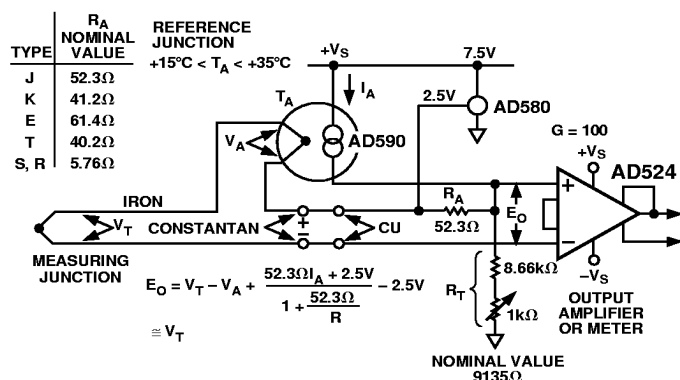 R_A
NOMINAL
TYPE VALUE
J 52.3Ω
K 41.2Ω
E 61.4Ω
T 40.2Ω
S, R 5.76Ω
REFERENCE
JUNCTION
+15°C < T_A < +35°C
+V_S
7.5V
I_A
2.5V
AD580
T_A
V_A
AD590
G = 100
+V_S
AD524
IRON
V_T
CONSTANTAN
+
−
CU
R_A
52.3Ω
E_O
+
−
−V_S
MEASURING
JUNCTION
E_O = V_T − V_A + (52.3ΩI_A + 2.5V) / (1 + 52.3Ω/R) − 2.5V
≅ V_T
R_T
8.66kΩ
1kΩ
OUTPUT
AMPLIFIER
OR METER
NOMINAL VALUE
9135Ω